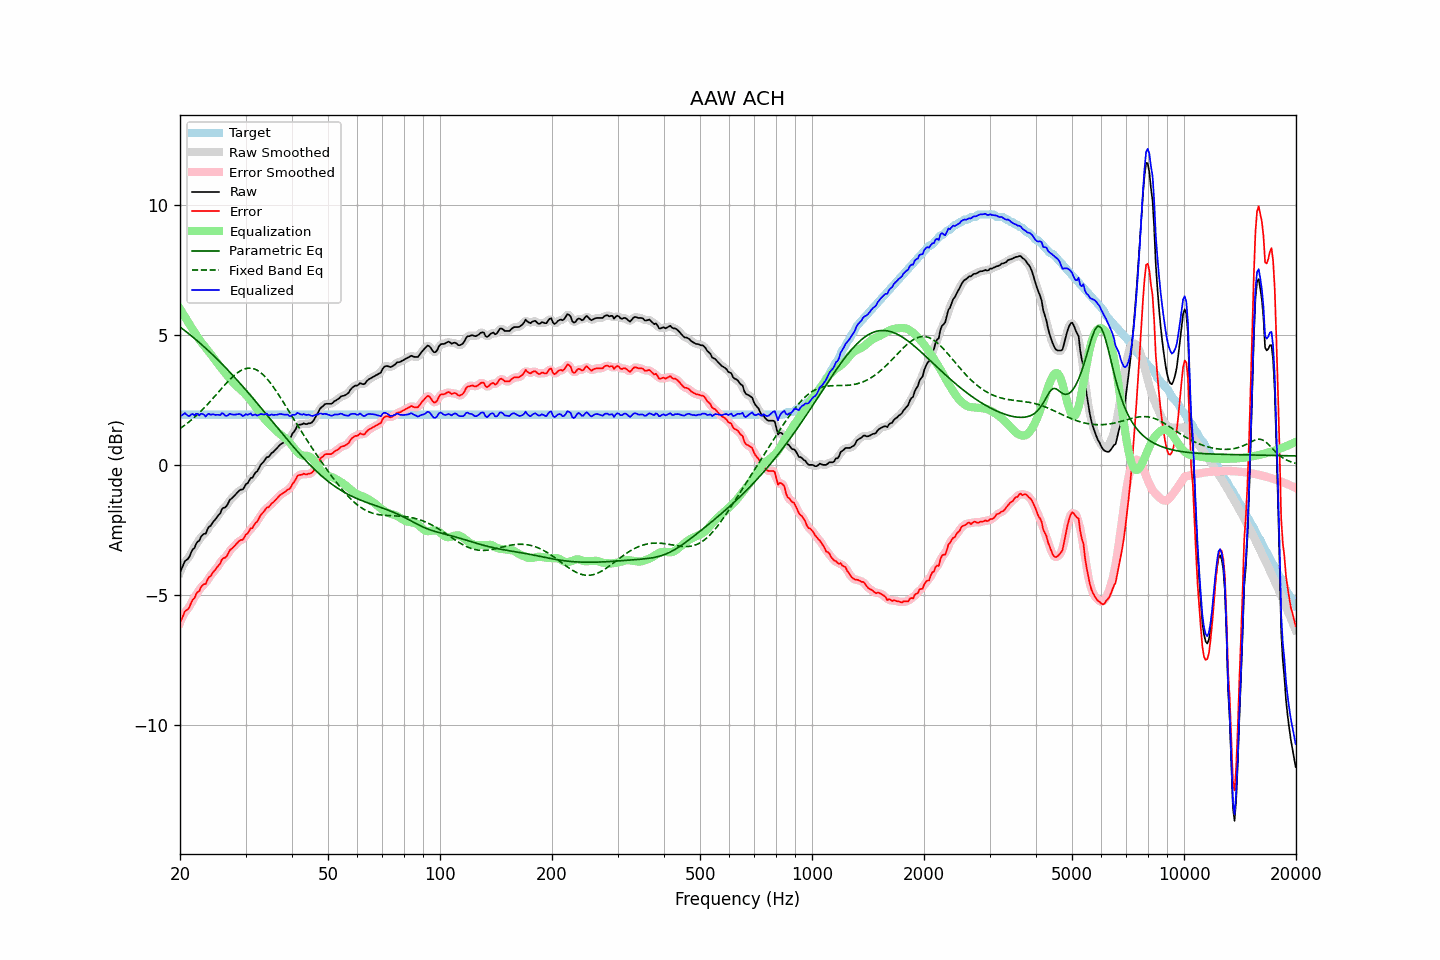 AAW ACH
Target
Raw Smoothed
Error Smoothed
Raw
Error
Equalization
Parametric Eq
Fixed Band Eq
Equalized
Amplitude (dBr)
10
5
0
−5
−10
20 50 100 200 500 1000 2000 5000 10000 20000
Frequency (Hz)